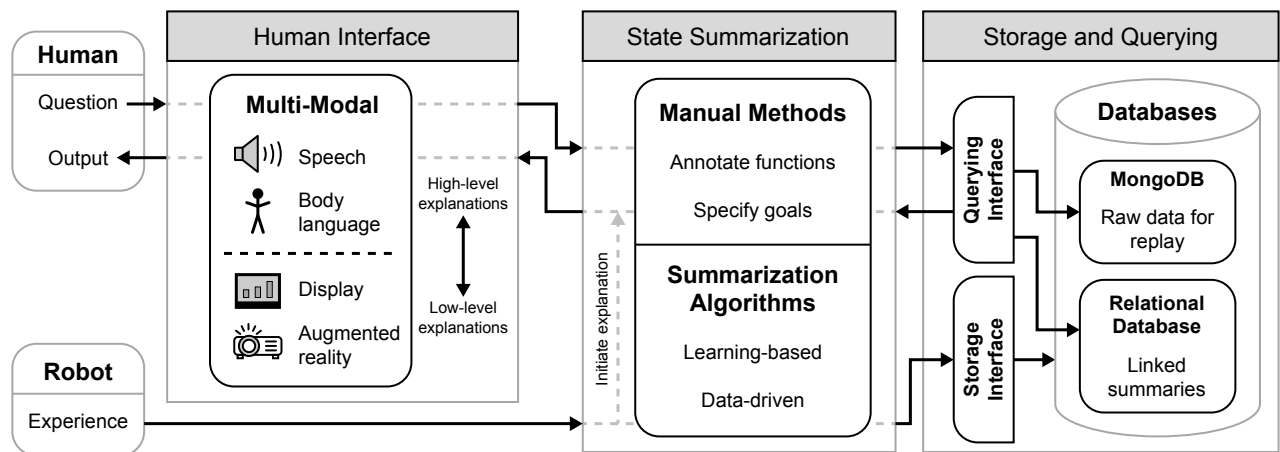 Human Interface
State Summarization
Storage and Querying
Human
Question
Output
Multi-Modal
Speech
Body
language
Display
Augmented
reality
High-level
explanations
Low-level
explanations
Robot
Experience
Initiate explanation
Manual Methods
Annotate functions
Specify goals
Summarization
Algorithms
Learning-based
Data-driven
Querying
Interface
Storage
Interface
Databases
MongoDB
Raw data for
replay
Relational
Database
Linked
summaries